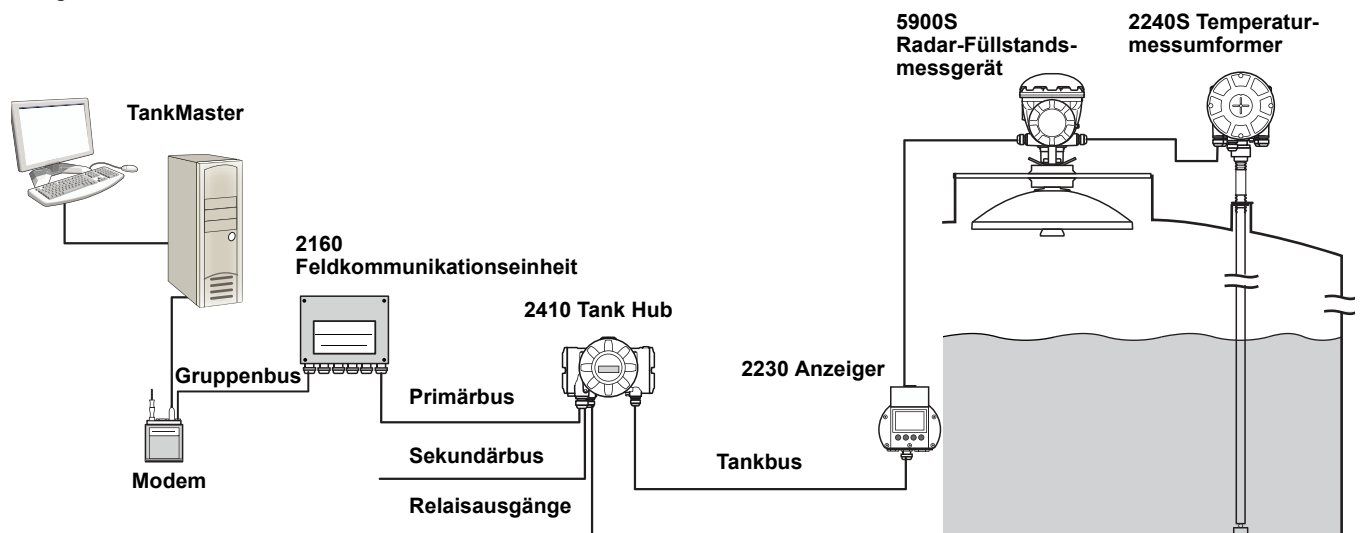 5900S
Radar-Füllstands-
messgerät
2240S Temperatur-
messumformer
TankMaster
2160
Feldkommunikationseinheit
2410 Tank Hub
Gruppenbus
2230 Anzeiger
Primärbus
Sekundärbus
Tankbus
Modem
Relaisausgänge